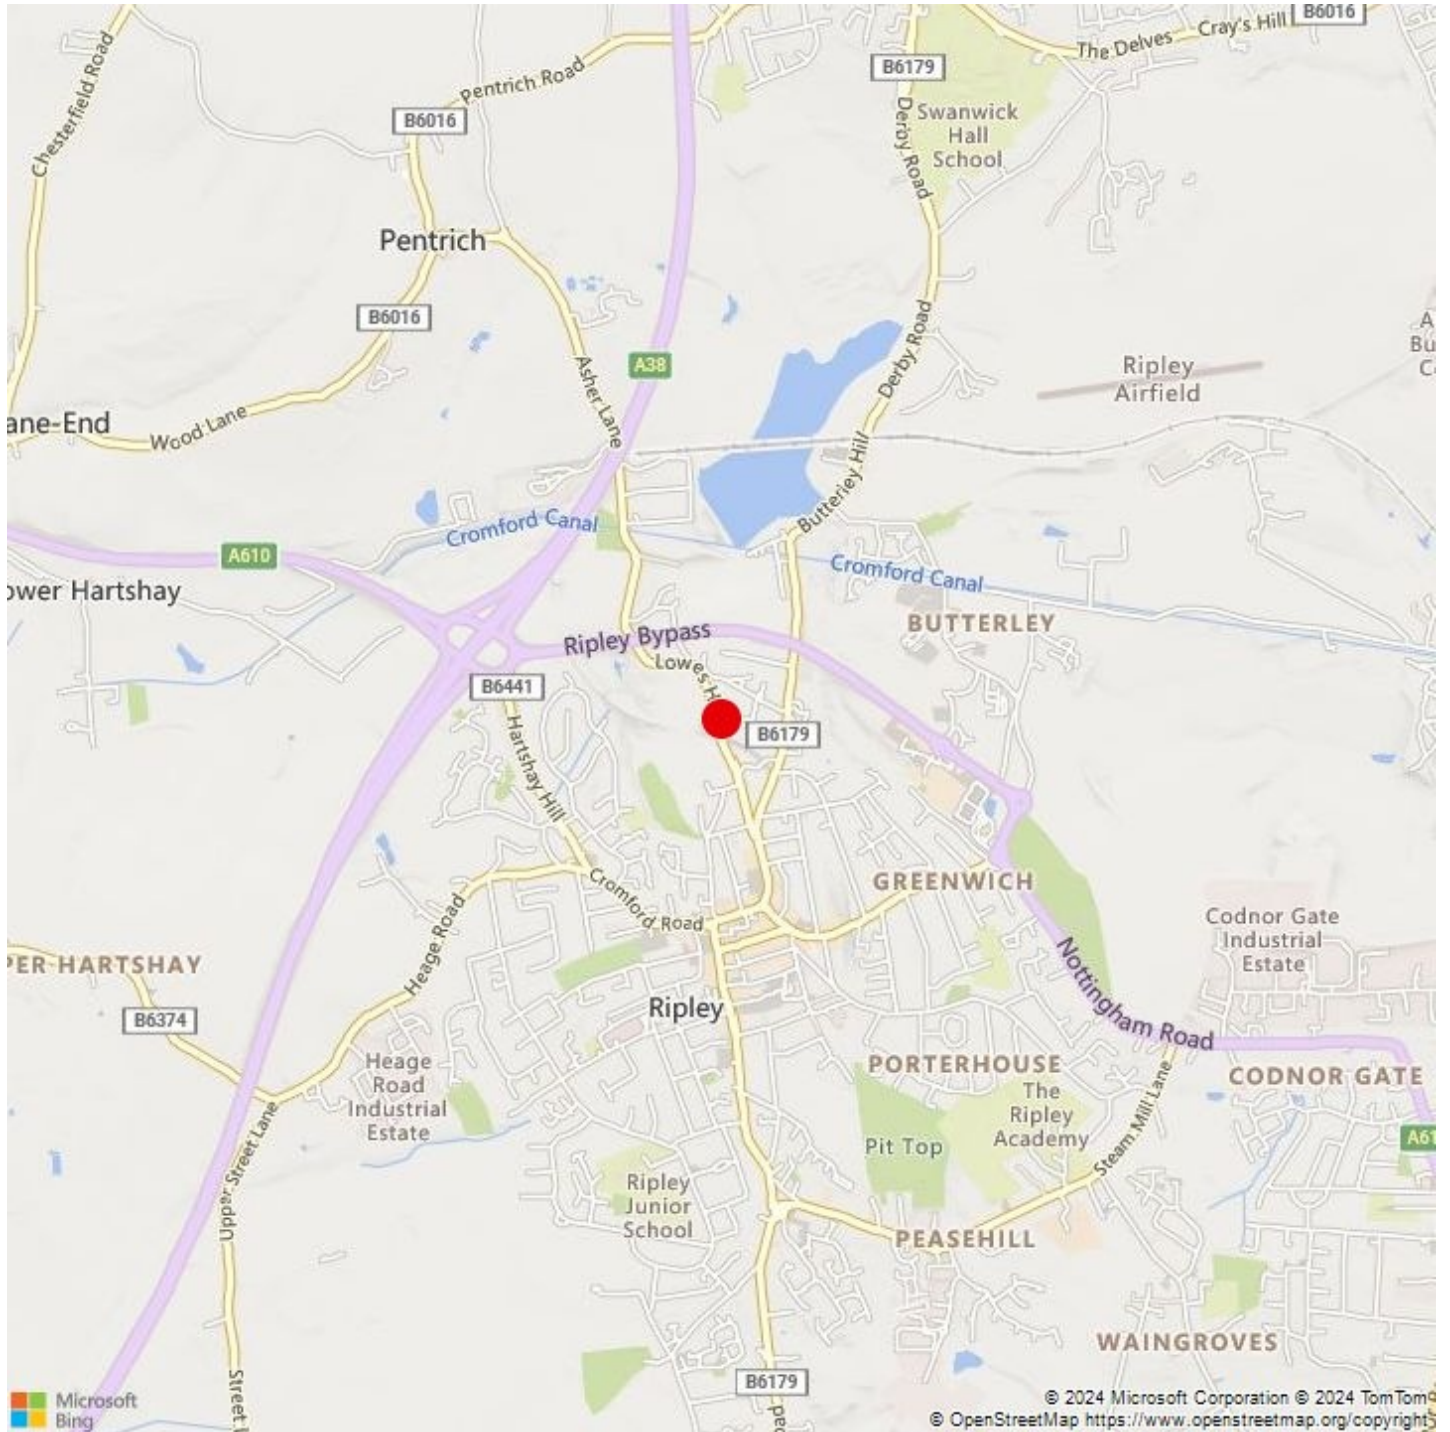 B6016
The Delves
Cray's Hill
B6179
Chesterfield Road
Pentrich Road
B6016
Derby Road
Swanwick
Hall
School
Pentrich
B6016
A38
Asher Lane
Derby Road
Ripley
Airfield
ane-End
Wood Lane
Butterley Hill
Cromford Canal
A610
Cromford Canal
ower Hartshay
BUTTERLEY
Ripley Bypass
Lowes H
B6441
B6179
Hartshay Hill
GREENWICH
Cromford Road
Heage Road
Codnor Gate
Industrial
Estate
PER HARTSHAY
Nottingham Road
Ripley
B6374
Heage
Road
Industrial
Estate
PORTERHOUSE
The
Ripley
Academy
CODNOR GATE
Steam Mill Lane
A61
Pit Top
Upper Street Lane
Ripley
Junior
School
PEASEHILL
WAINGROVES
B6179
Street
Microsoft
Bing
© 2024 Microsoft Corporation © 2024 TomTom
© OpenStreetMap https://www.openstreetmap.org/copyright